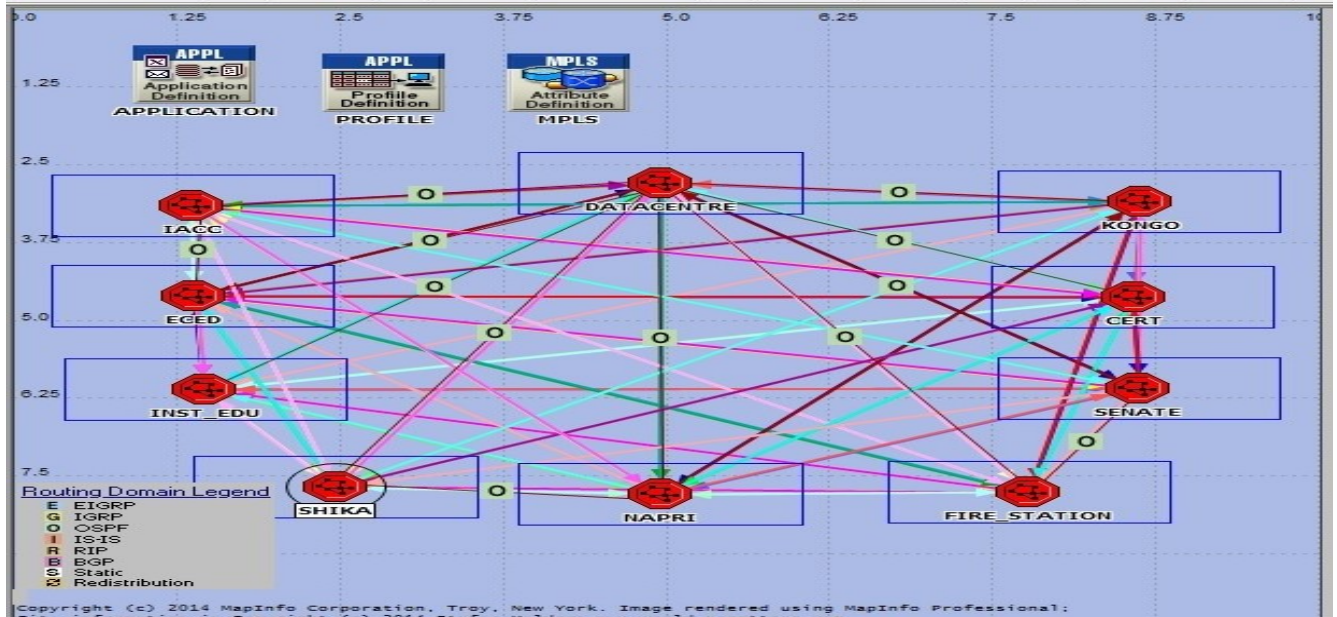 0.0 1.25 2.5 3.75 5.0 6.25 7.5 8.75 10
APPL APPL MPLS
Application Definition Profile Definition Attribute Definition
APPLICATION PROFILE MPLS
1.25
2.5
3.75
5.0
6.25
7.5
DATACENTRE
IACC
KONGO
O O
O O O
ECED
CERT
O O
O O O
INST_EDU
SENATE
O
SHIKA
O
NAPRI
FIRE_STATION
Routing Domain Legend
E EIGRP
G IGRP
O OSPF
I IS-IS
R RIP
B BGP
S Static
Redistribution
Copyright (c) 2014 MapInfo Corporation, Troy, New York. Image rendered using MapInfo Professional;